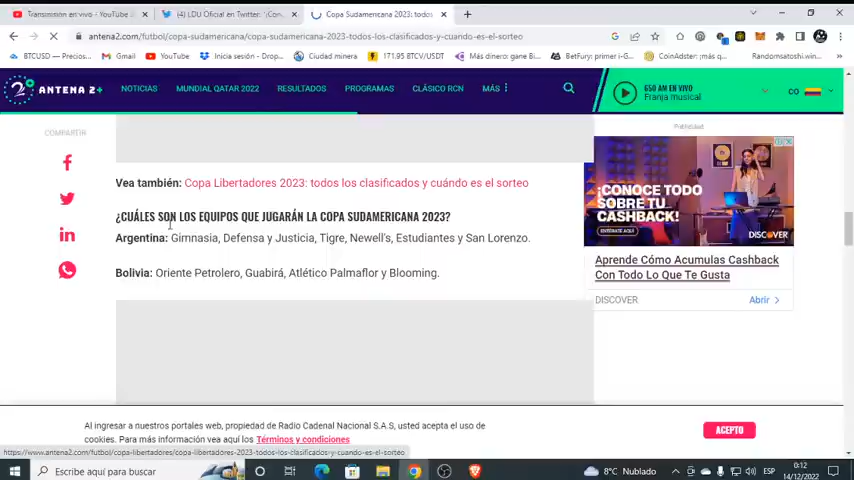 Transmisión en vivo - YouTube
(4) LDU Oficial en Twitter: "¡Con
Copa Sudamericana 2023: todos
antena2.com/futbol/copa-sudamericana/copa-sudamericana-2023-todos-los-clasificados-y-cuando-es-el-sorteo
BTCUSD — Precios...
Gmail
YouTube
Inicio sesión - Drop...
Ciudad minera
171.95 BTCV/USDT
Más dinero: gane Bi...
BetFury: primer i-G...
CoinAdster: ¡más q...
Randomsatoshi.win...
ANTENA 2+
NOTICIAS
MUNDIAL QATAR 2022
RESULTADOS
PROGRAMAS
CLÁSICO RCN
MÁS
650 AM EN VIVO
Franja musical
CO
COMPARTIR
Publicidad
Vea también: Copa Libertadores 2023: todos los clasificados y cuándo es el sorteo
¿CUÁLES SON LOS EQUIPOS QUE JUGARÁN LA COPA SUDAMERICANA 2023?
Argentina: Gimnasia, Defensa y Justicia, Tigre, Newell's, Estudiantes y San Lorenzo.
Bolivia: Oriente Petrolero, Guabirá, Atlético Palmaflor y Blooming.
¡CONOCE TODO
SOBRE TU
CASHBACK!
ENTÉRATE AQUÍ
DISCOVER
Aprende Cómo Acumulas Cashback
Con Todo Lo Que Te Gusta
DISCOVER
Abrir
Al ingresar a nuestros portales web, propiedad de Radio Cadenal Nacional S.A.S, usted acepta el uso de
cookies. Para más información vea aquí los Términos y condiciones
ACEPTO
https://www.antena2.com/futbol/copa-libertadores/copa-libertadores-2023-todos-los-clasificados-y-cuando-es-el-sorteo
Escribe aquí para buscar
8°C Nublado
ESP
0:12
14/12/2022